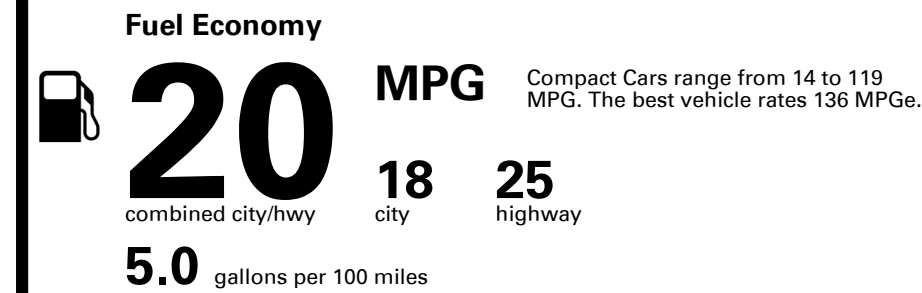 Fuel Economy
20
MPG
Compact Cars range from 14 to 119
MPG. The best vehicle rates 136 MPGe.
18
25
combined city/hwy
city
highway
5.0 gallons per 100 miles